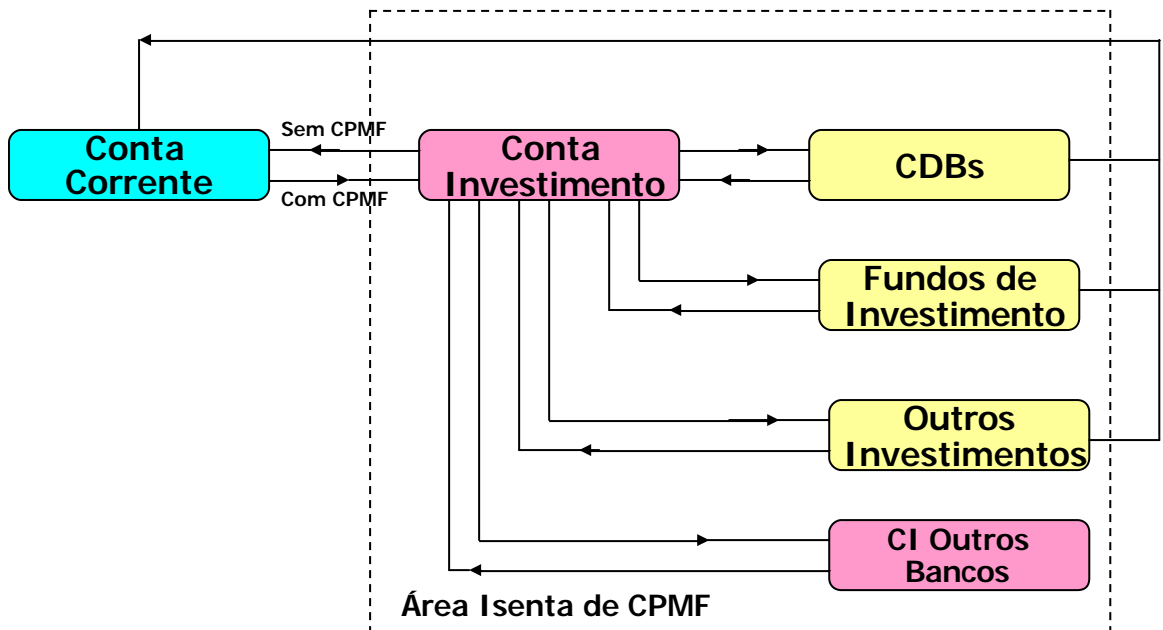 Sem CPMF
Conta
Corrente
Com CPMF
Conta
Investimento
CDBs
Fundos de
Investimento
Outros
Investimentos
CI Outros
Bancos
Área Isenta de CPMF